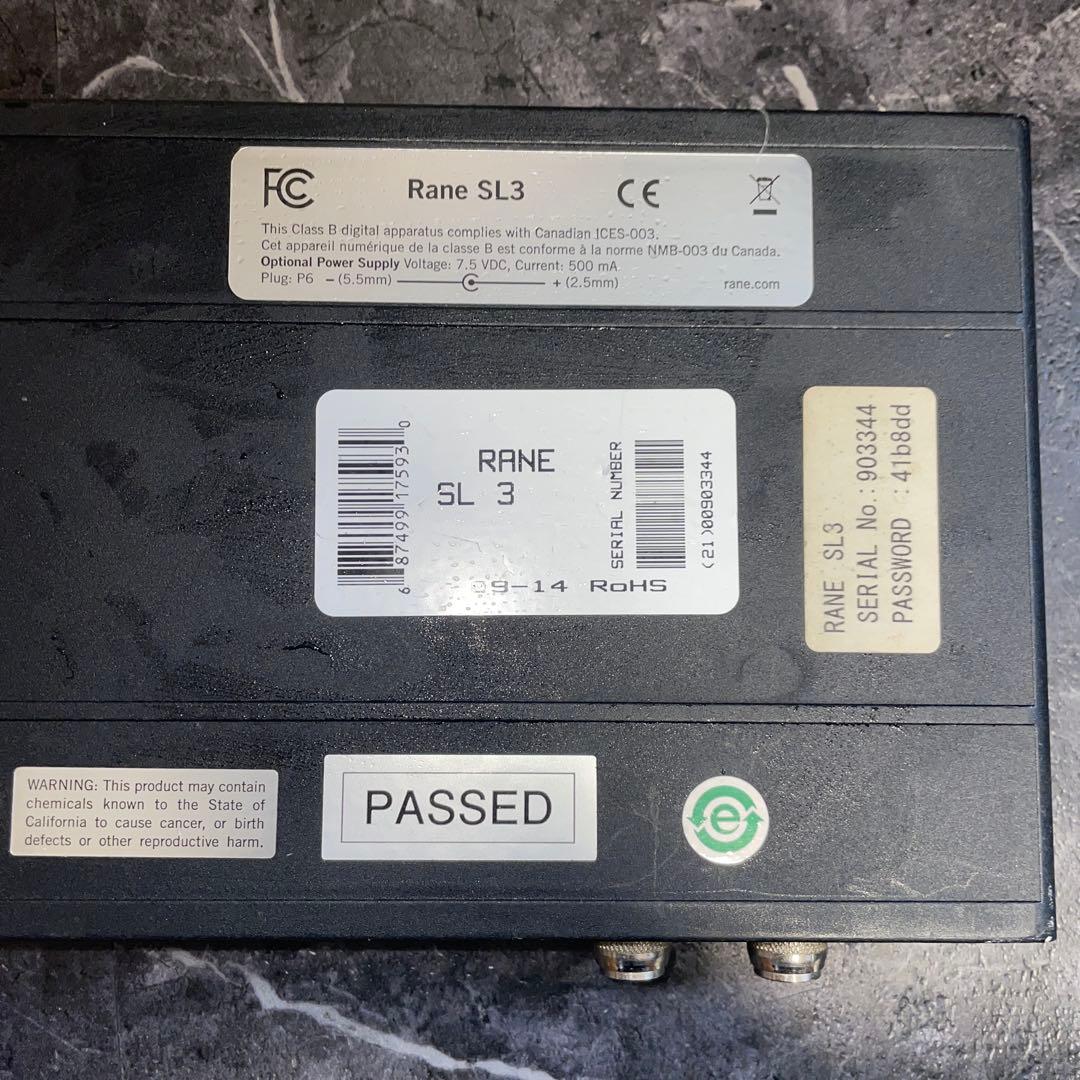 FC Rane SL3 CE
This Class B digital apparatus complies with Canadian ICES-003.
Cet appareil numérique de la classe B est conforme à la norme NMB-003 du Canada.
Optional Power Supply Voltage: 7.5 VDC, Current: 500 mA
Plug: P6 – (5.5mm) + (2.5mm) rane.com
6 87499 17593 0
RANE
SL 3
SERIAL NUMBER
(21)00903344
09-14 RoHS
RANE SL3
SERIAL No.: 903344
PASSWORD : 41b8dd
WARNING: This product may contain
chemicals known to the State of
California to cause cancer, or birth
defects or other reproductive harm.
PASSED
e